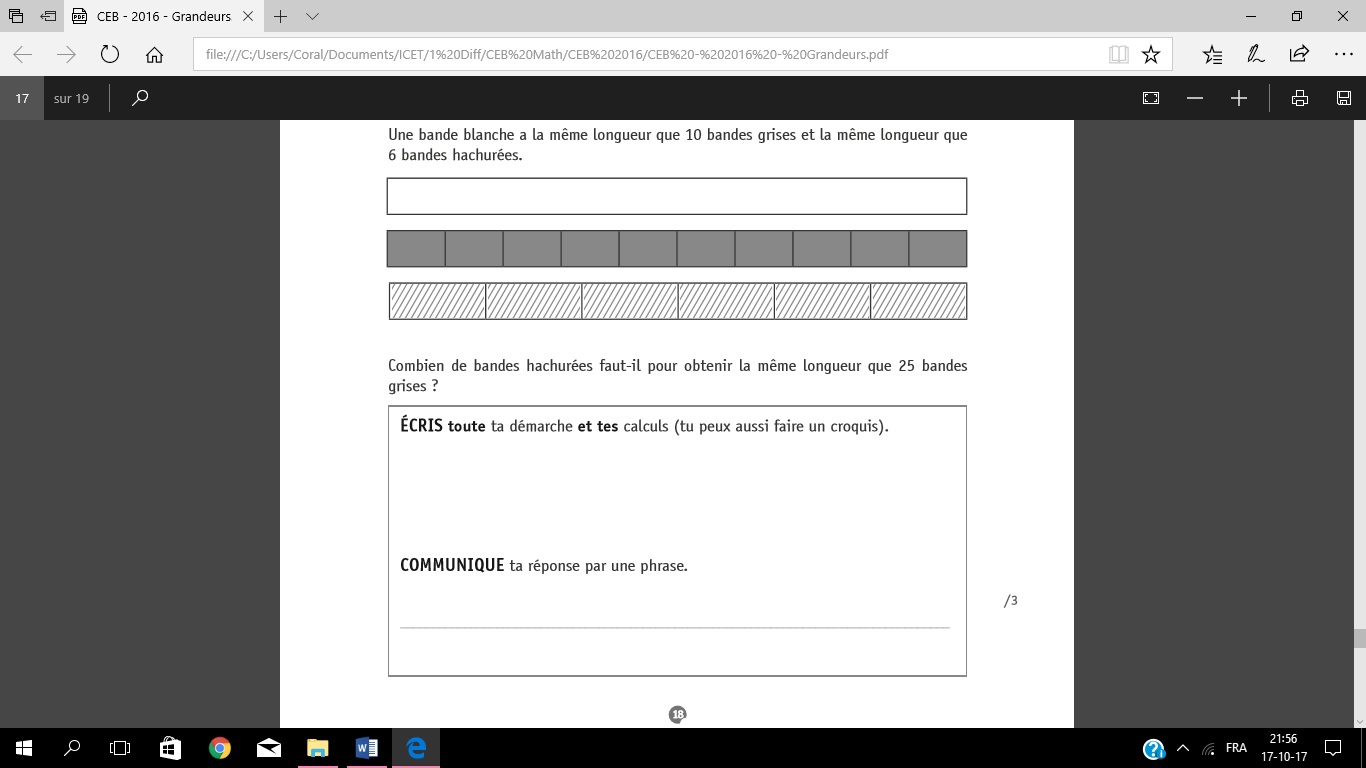 CEB - 2016 - Grandeurs
file:///C:/Users/Coral/Documents/ICET/1%20Diff/CEB%20Math/CEB%202016/CEB%20-%202016%20-%20Grandeurs.pdf
17 sur 19
Une bande blanche a la même longueur que 10 bandes grises et la même longueur que
6 bandes hachurées.
Combien de bandes hachurées faut-il pour obtenir la même longueur que 25 bandes
grises ?
ÉCRIS toute ta démarche et tes calculs (tu peux aussi faire un croquis).
COMMUNIQUE ta réponse par une phrase.
/3
18
FRA
21:56
17-10-17